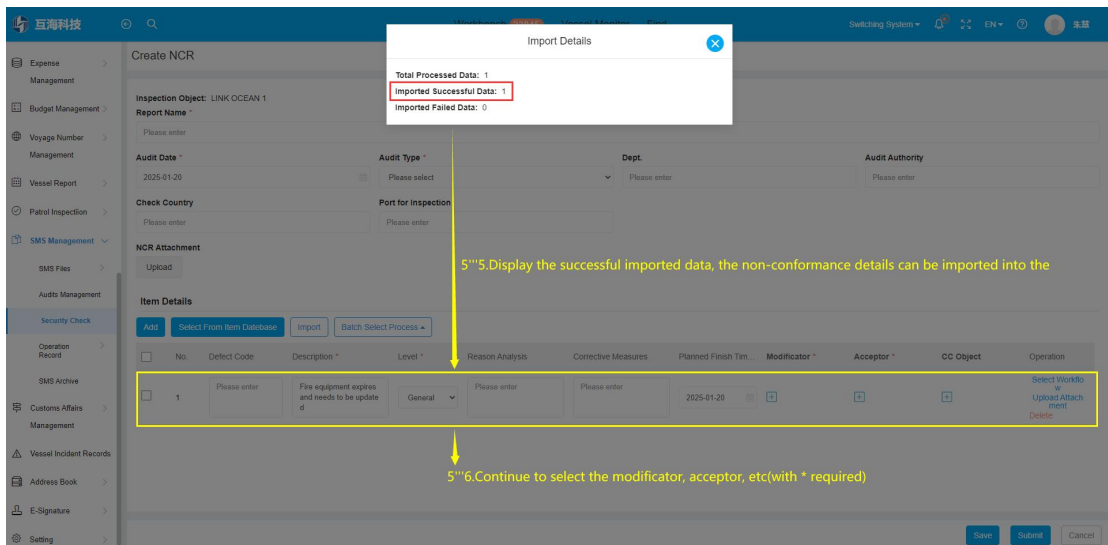 互海科技
Switching System
EN
朱慧
Import Details
Total Processed Data: 1
Imported Successful Data: 1
Imported Failed Data: 0
Expense
Management
Budget Management
Voyage Number
Management
Vessel Report
Patrol Inspectiion
SMS Management
SMS Files
Audits Management
Security Check
Operation
Record
SMS Archive
Customs Affairs
Management
Vessel Incident Records
Address Book
E-Signature
Setting
Create NCR
Inspection Object: LINK OCEAN 1
Report Name *
Please enter
Audit Date *
Audit Type *
Dept.
Audit Authority
2025-01-20
Please select
Please enter
Please enter
Check Country
Port for Inspection
Please enter
Please enter
NCR Attachment
Upload
5'''5.Display the successful imported data, the non-conformance details can be imported into the
Item Details
Add
Select From Item Datebase
Import
Batch Select Process
No.
Defect Code
Description *
Level *
Reason Analysis
Corrective Measures
Planned Finish Tim...
Modificator *
Acceptor *
CC Object
Operation
1
Please enter
Fire equipment expires
and needs to be update
d
General
Please enter
Please enter
2025-01-20
Select Workflo
w
Upload Attach
ment
Delete
5'''6.Continue to select the modificator, acceptor, etc(with * required)
Save
Submit
Cancel